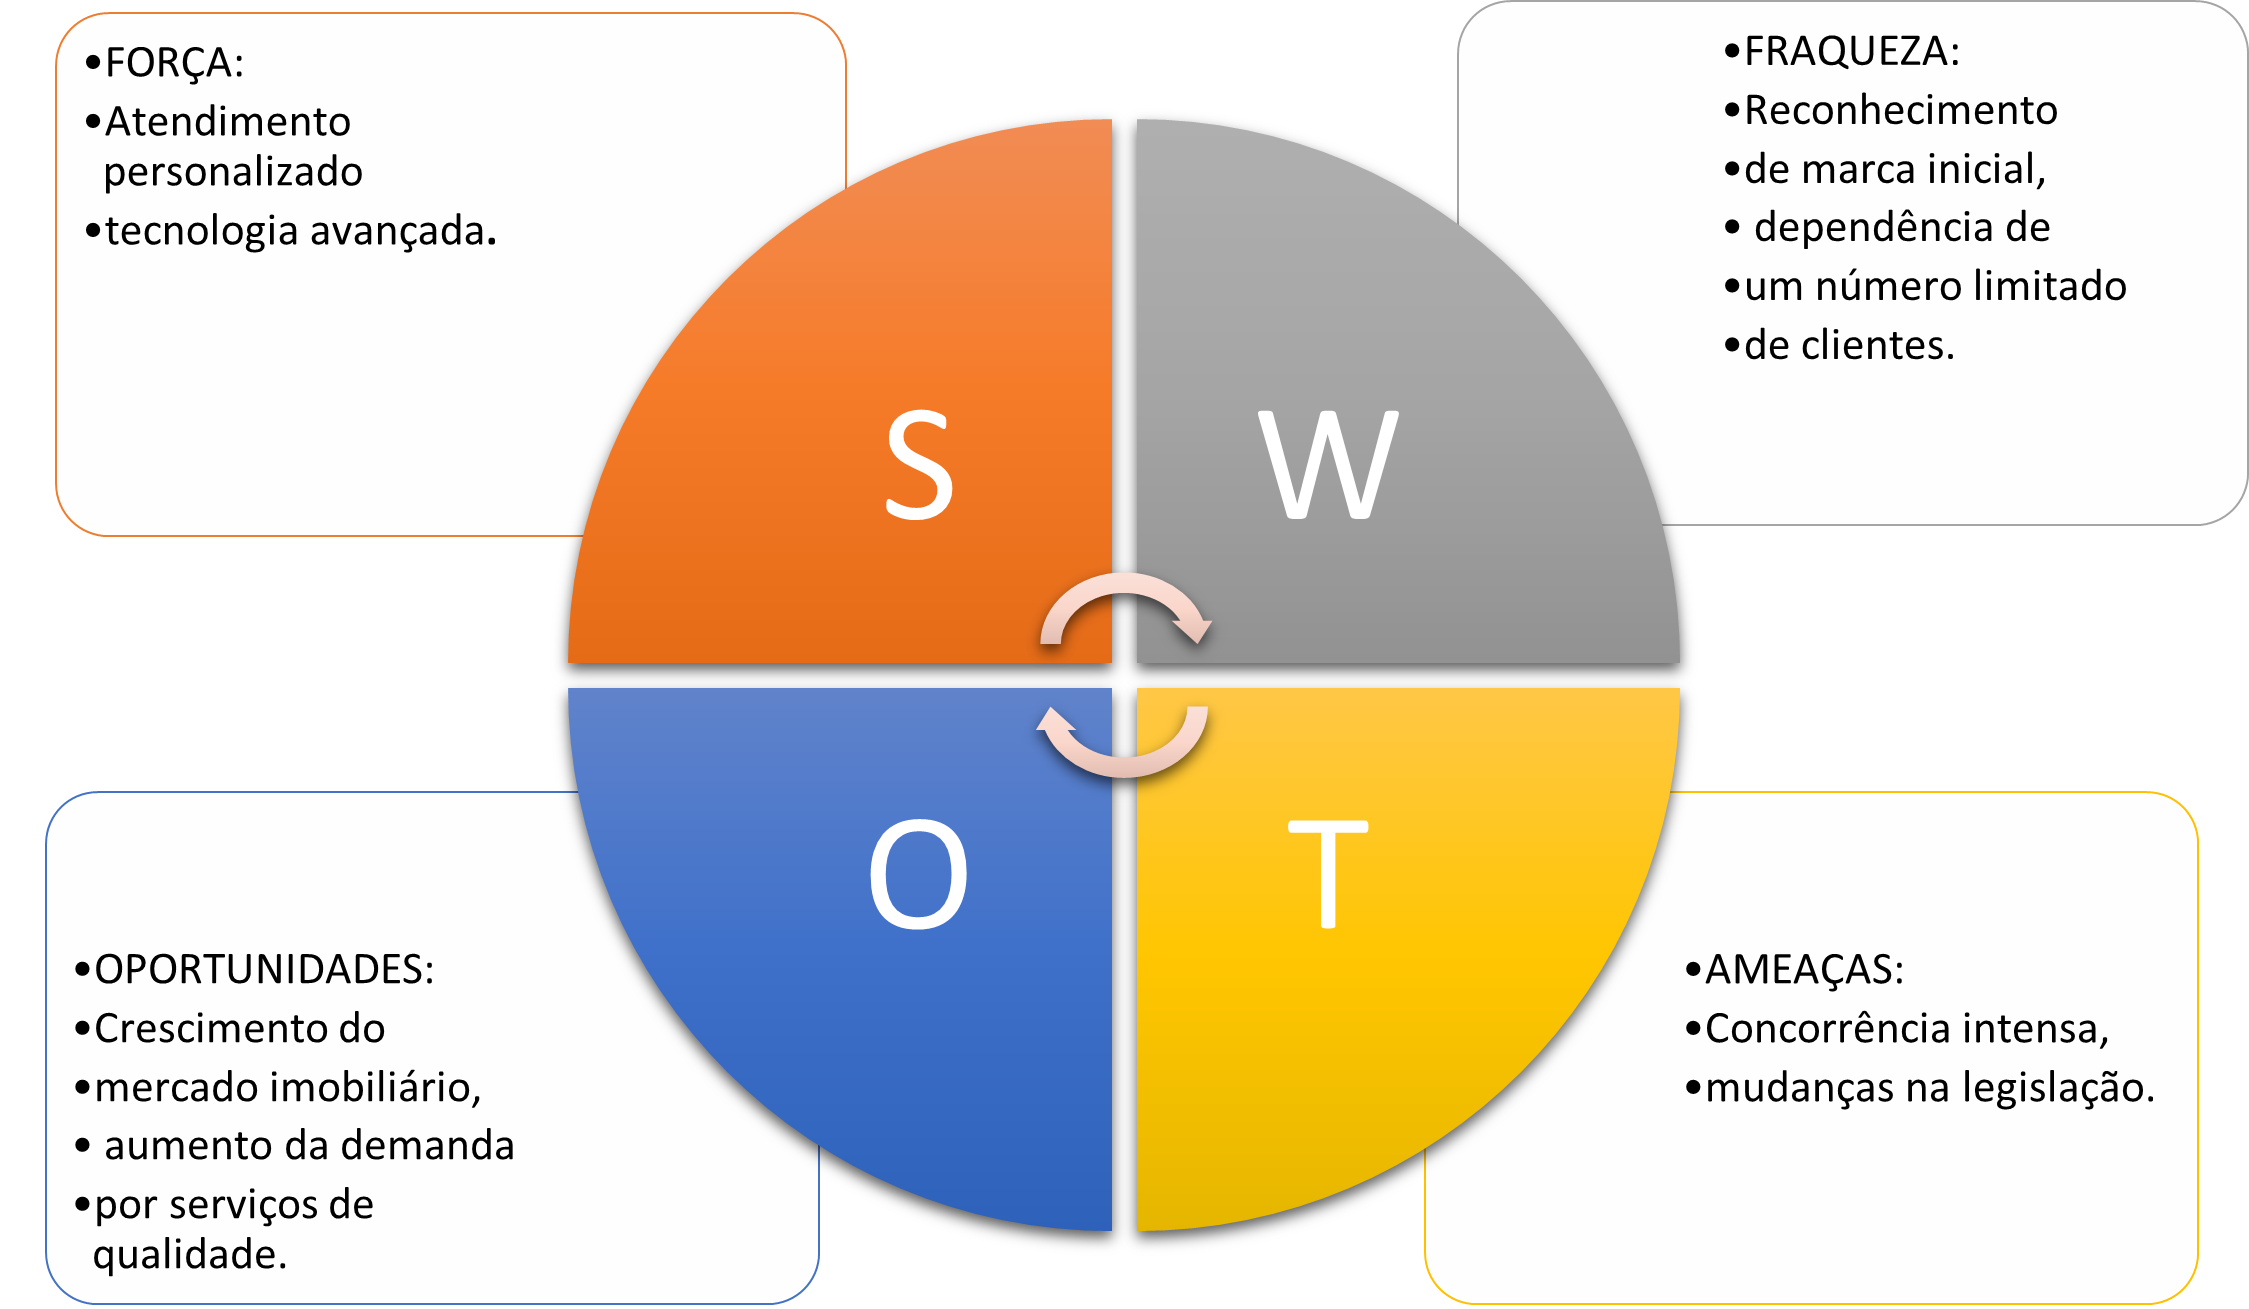 •FORÇA:
•Atendimento
personalizado
•tecnologia avançada.
•FRAQUEZA:
•Reconhecimento
•de marca inicial,
• dependência de
•um número limitado
•de clientes.
S
W
O
T
•OPORTUNIDADES:
•Crescimento do
•mercado imobiliário,
• aumento da demanda
•por serviços de
qualidade.
•AMEAÇAS:
•Concorrência intensa,
•mudanças na legislação.